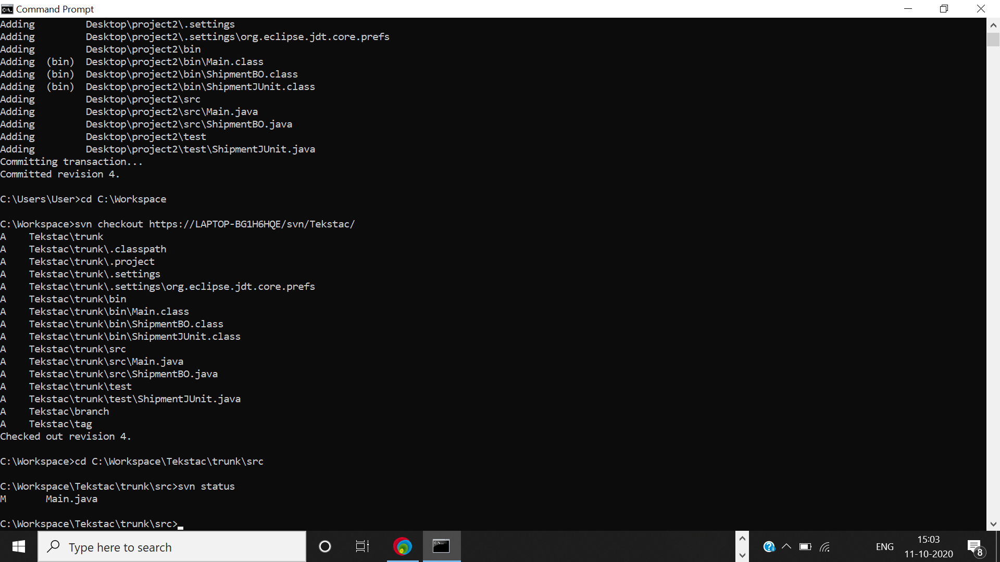 Command Prompt
Adding         Desktop\project2\.settings
Adding         Desktop\project2\.settings\org.eclipse.jdt.core.prefs
Adding         Desktop\project2\bin
Adding  (bin)  Desktop\project2\bin\Main.class
Adding  (bin)  Desktop\project2\bin\ShipmentBO.class
Adding  (bin)  Desktop\project2\bin\ShipmentJUnit.class
Adding         Desktop\project2\src
Adding         Desktop\project2\src\Main.java
Adding         Desktop\project2\src\ShipmentBO.java
Adding         Desktop\project2\test
Adding         Desktop\project2\test\ShipmentJUnit.java
Committing transaction...
Committed revision 4.
C:\Users\User>cd C:\Workspace
C:\Workspace>svn checkout https://LAPTOP-BG1H6HQE/svn/Tekstac/
A    Tekstac\trunk
A    Tekstac\trunk\.classpath
A    Tekstac\trunk\.project
A    Tekstac\trunk\.settings
A    Tekstac\trunk\.settings\org.eclipse.jdt.core.prefs
A    Tekstac\trunk\bin
A    Tekstac\trunk\bin\Main.class
A    Tekstac\trunk\bin\ShipmentBO.class
A    Tekstac\trunk\bin\ShipmentJUnit.class
A    Tekstac\trunk\src
A    Tekstac\trunk\src\Main.java
A    Tekstac\trunk\src\ShipmentBO.java
A    Tekstac\trunk\test
A    Tekstac\trunk\test\ShipmentJUnit.java
A    Tekstac\branch
A    Tekstac\tag
Checked out revision 4.
C:\Workspace>cd C:\Workspace\Tekstac\trunk\src
C:\Workspace\Tekstac\trunk\src>svn status
M       Main.java
C:\Workspace\Tekstac\trunk\src>
Type here to search
ENG
15:03
11-10-2020
8